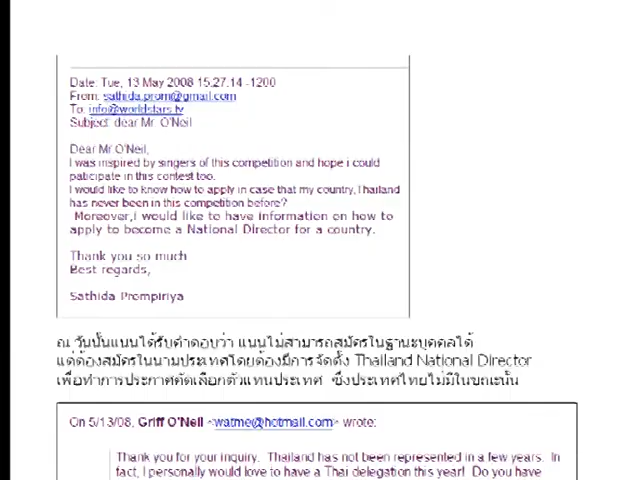 Date: Tue, 13 May 2008 15:27:14 -1200
From: sathida.prom@gmail.com
To: info@worldstars.tv
Subject: dear Mr. O'Neil
Dear Mr O'Neil,
I was inspired by singers of this competition and hope i could
paticipate in this contest too.
I would like to know how to apply in case that my country,Thailand
has never been in this competition before?
Moreover,i would like to have information on how to
apply to become a National Director for a country.
Thank you so much
Best regards,
Sathida Prompiriya
ณ วันนั้นแนนได้รับคำตอบว่า แนนไม่สามารถสมัครในฐานะบุคคลได้
แต่ต้องสมัครในนามประเทศโดยต้องมีการจัดตั้ง Thailand National Director
เพื่อทำการประกาศคัดเลือกตัวแทนประเทศ ซึ่งประเทศไทยไม่มีในขณะนั้น
On 5/13/08, Griff O'Neil <watme@hotmail.com> wrote:
Thank you for your inquiry. Thailand has not been represented in a few years. In
fact, I personally would love to have a Thai delegation this year! Do you have